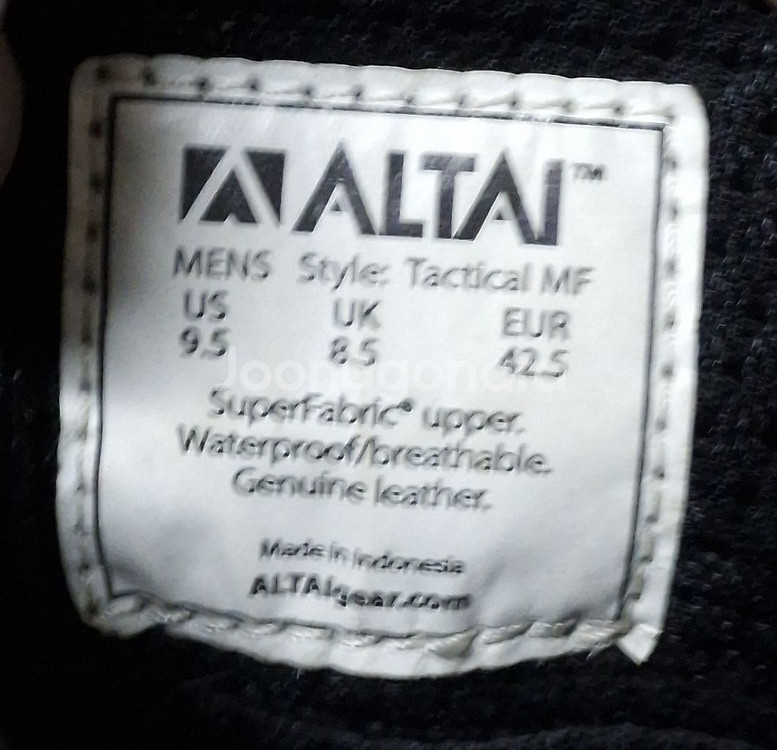 ALTAI™
MENS Style: Tactical MF
US UK EUR
9.5 8.5 42.5
Joonggonara
SuperFabric® upper.
Waterproof/breathable.
Genuine leather.
Made in Indonesia
ALTAIgear.com